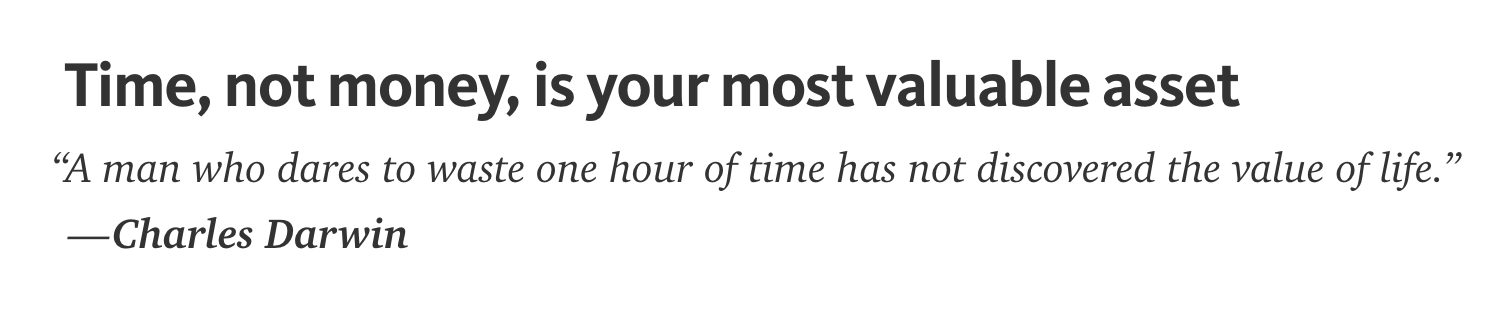 Time, not money, is your most valuable asset
“A man who dares to waste one hour of time has not discovered the value of life.”
—Charles Darwin